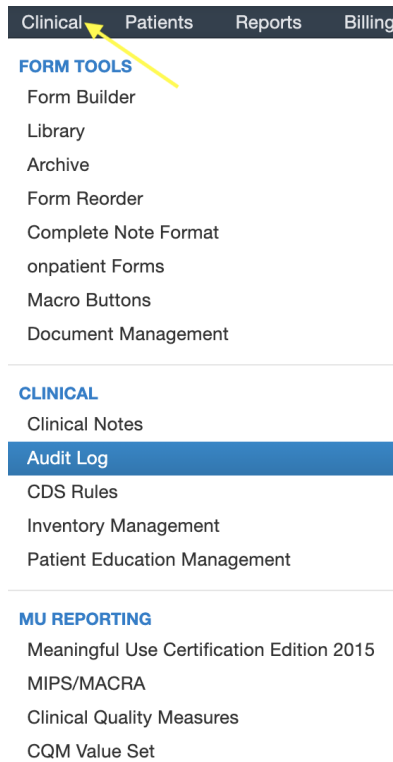 Clinical Patients Reports Billing
FORM TOOLS
Form Builder
Library
Archive
Form Reorder
Complete Note Format
onpatient Forms
Macro Buttons
Document Management
CLINICAL
Clinical Notes
Audit Log
CDS Rules
Inventory Management
Patient Education Management
MU REPORTING
Meaningful Use Certification Edition 2015
MIPS/MACRA
Clinical Quality Measures
CQM Value Set